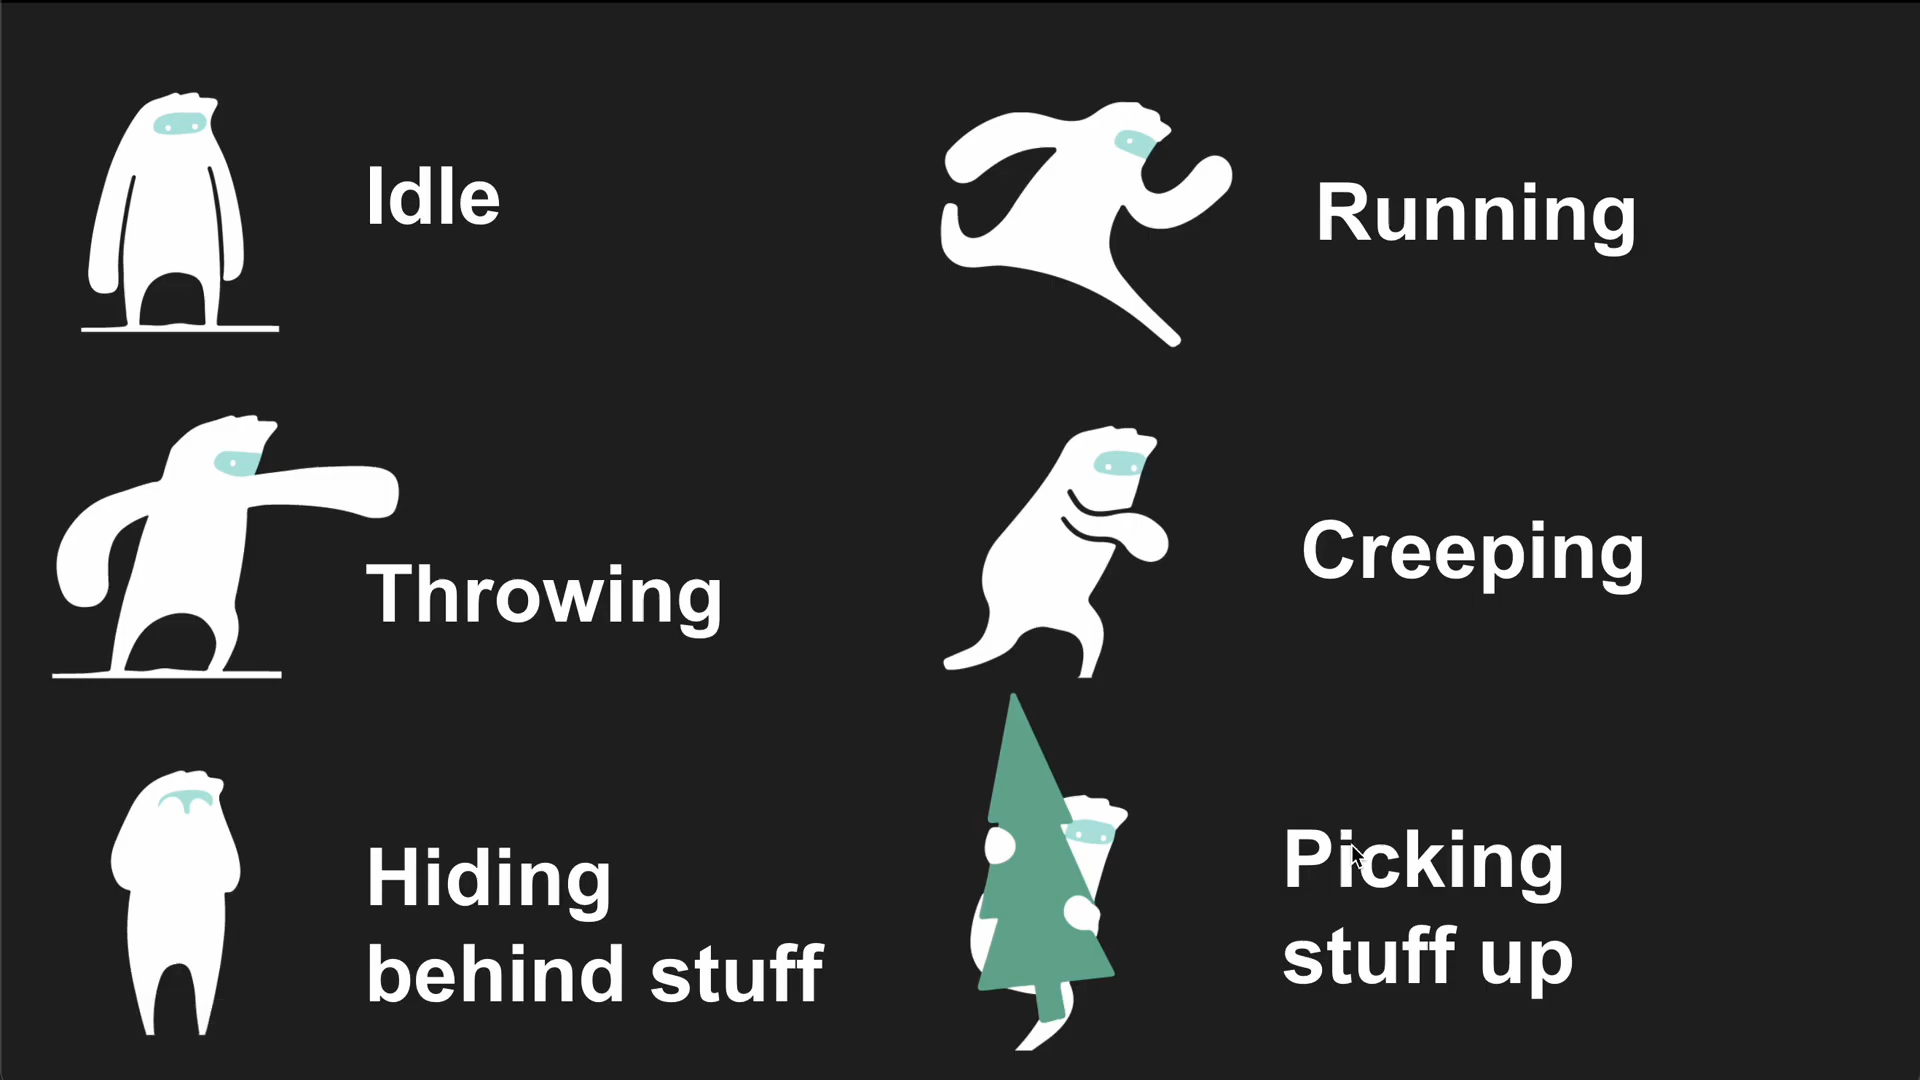 Idle
Running
Throwing
Creeping
Hiding
behind stuff
Picking
stuff up